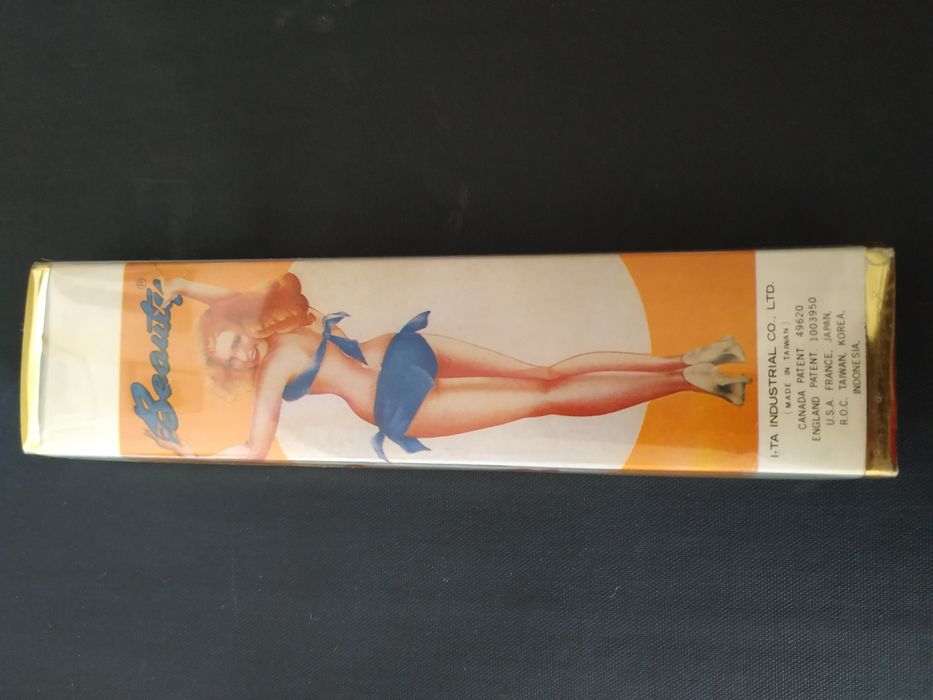 Beauty®
I-TA INDUSTRIAL CO., LTD.
( MADE IN TAIWAN )
CANADA PATENT 49620
ENGLAND PATENT 1003950
U.S.A. FRANCE, JAPAN,
R.O.C. TAIWAN, KOREA,
INDONESIA,